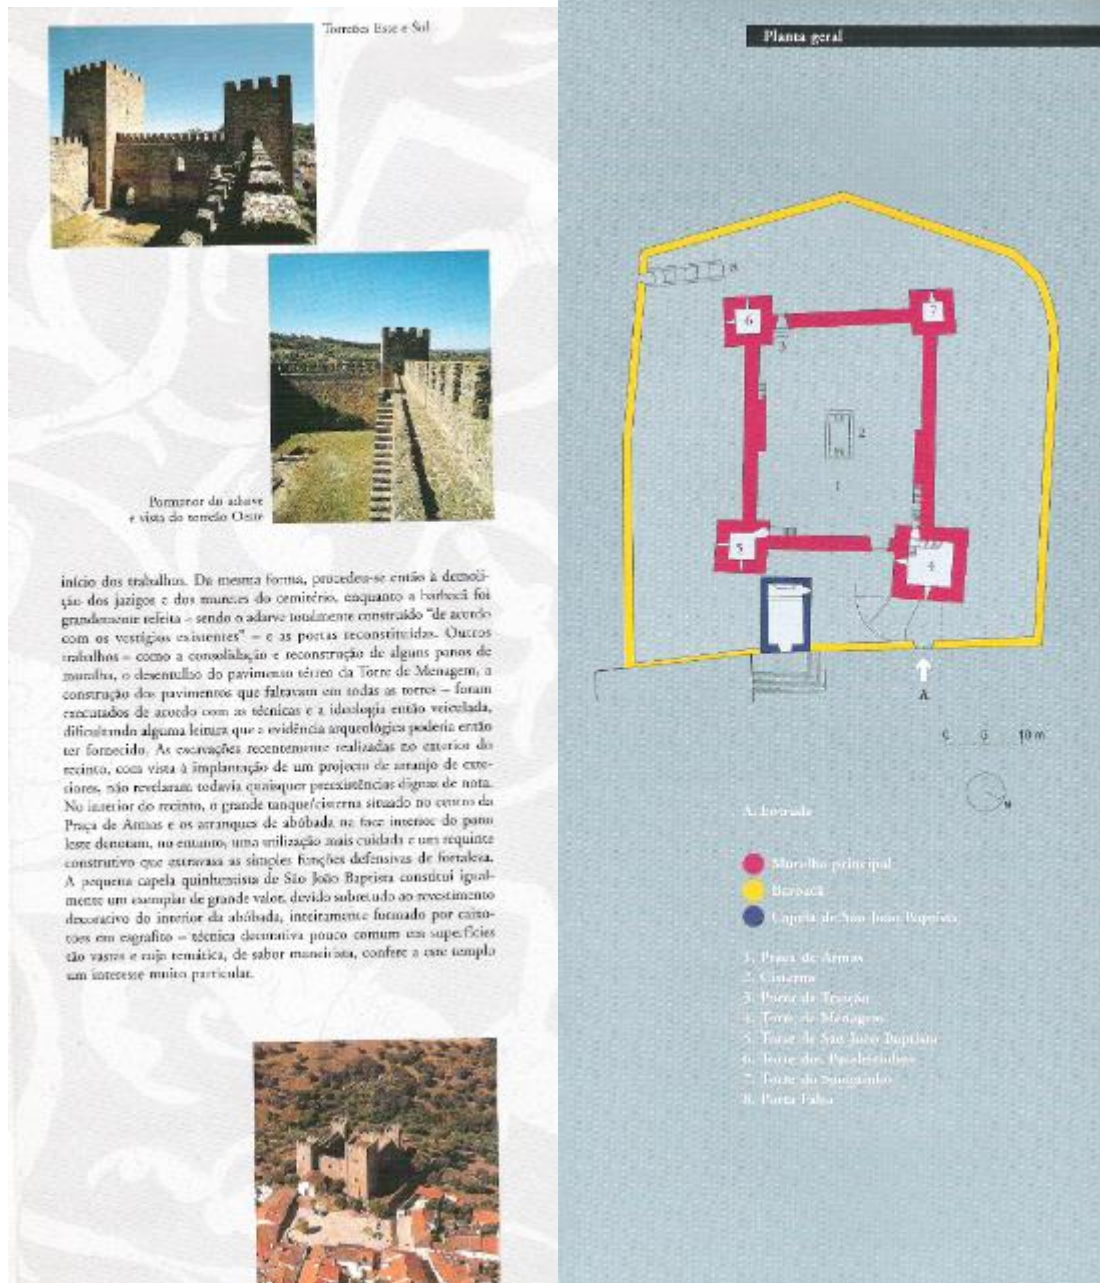 Torreões Este e Sul
Pormenor do adarve
e vista do torreão Oeste
início dos trabalhos. Da mesma forma, procedeu-se então à demoli-
ção dos jazigos e dos muretes do cemitério, enquanto a barbacã foi
grandemente refeita – sendo o adarve totalmente construído "de acordo
com os vestígios existentes" – e as portas reconstituídas. Outros
trabalhos – como a consolidação e reconstrução de alguns panos de
muralha, o desentulho do pavimento térreo da Torre de Menagem, a
construção dos pavimentos que faltavam em todas as torres – foram
executados de acordo com as técnicas e a ideologia então veiculada,
dificultando alguma leitura que a evidência arqueológica poderia então
ter fornecido. As escavações recentemente realizadas no exterior do
recinto, com vista à implantação de um projecto de arranjo de exte-
riores, não revelaram todavia quaisquer preexistências dignas de nota.
No interior do recinto, o grande tanque/cisterna situado no centro da
Praça de Armas e os arranques de abóbada na face interior do pano
leste denotam, no entanto, uma utilização mais cuidada e um requinte
construtivo que extravasa as simples funções defensivas de fortaleza.
A pequena capela quinhentista de São João Baptista constitui igual-
mente um exemplar de grande valor, devido sobretudo ao revestimento
decorativo do interior da abóbada, inteiramente formado por caixo-
tões em esgrafito – técnica decorativa pouco comum em superfícies
tão vastas e cuja temática, de sabor maneirista, confere a este templo
um interesse muito particular.
Planta geral
8
6
7
3
2
1
5
4
A
0 5 10 m
N
A. Entrada
Muralha principal
Barbacã
Capela de São João Baptista
1. Praça de Armas
2. Cisterna
3. Porta da Traição
4. Torre de Menagem
5. Torre de São João Baptista
6. Torre dos
7. Torre do
8. Porta Falsa